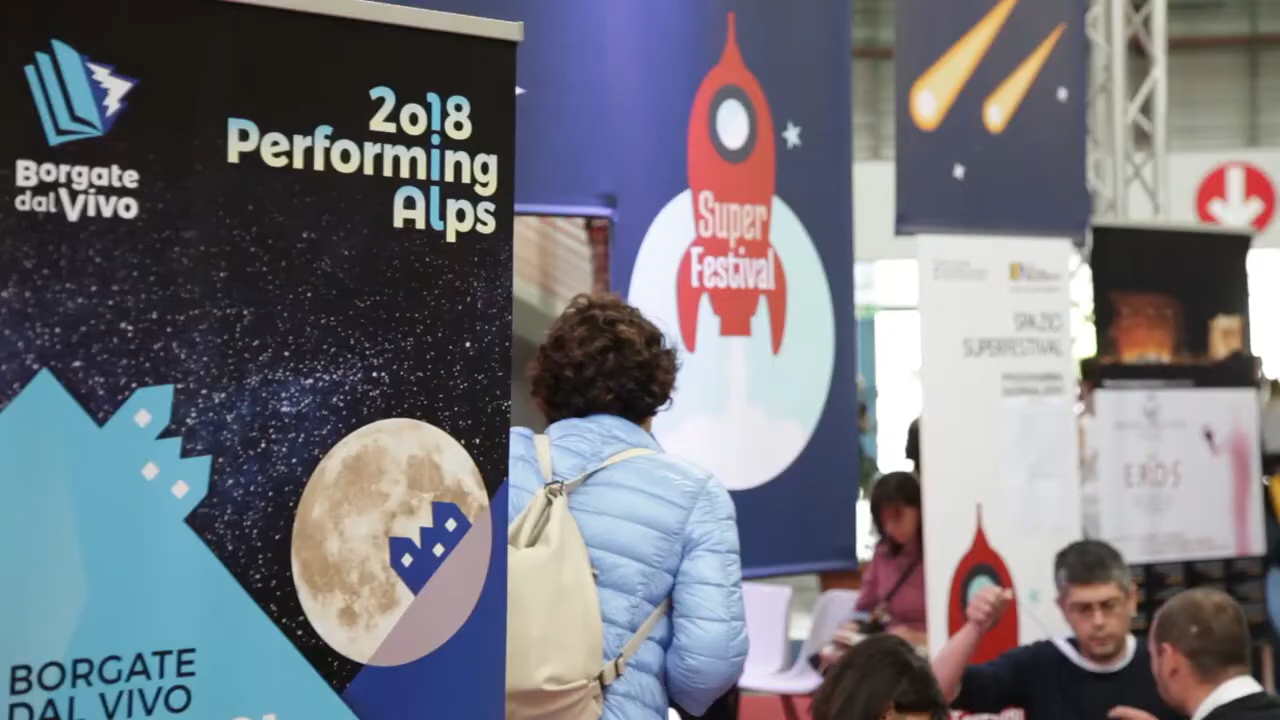 Borgate
dal Vivo
2018
Performing
Alps
BORGATE
DAL VIVO
Super
Festival
SPAZIO
SUPERFESTIVAL
EROS